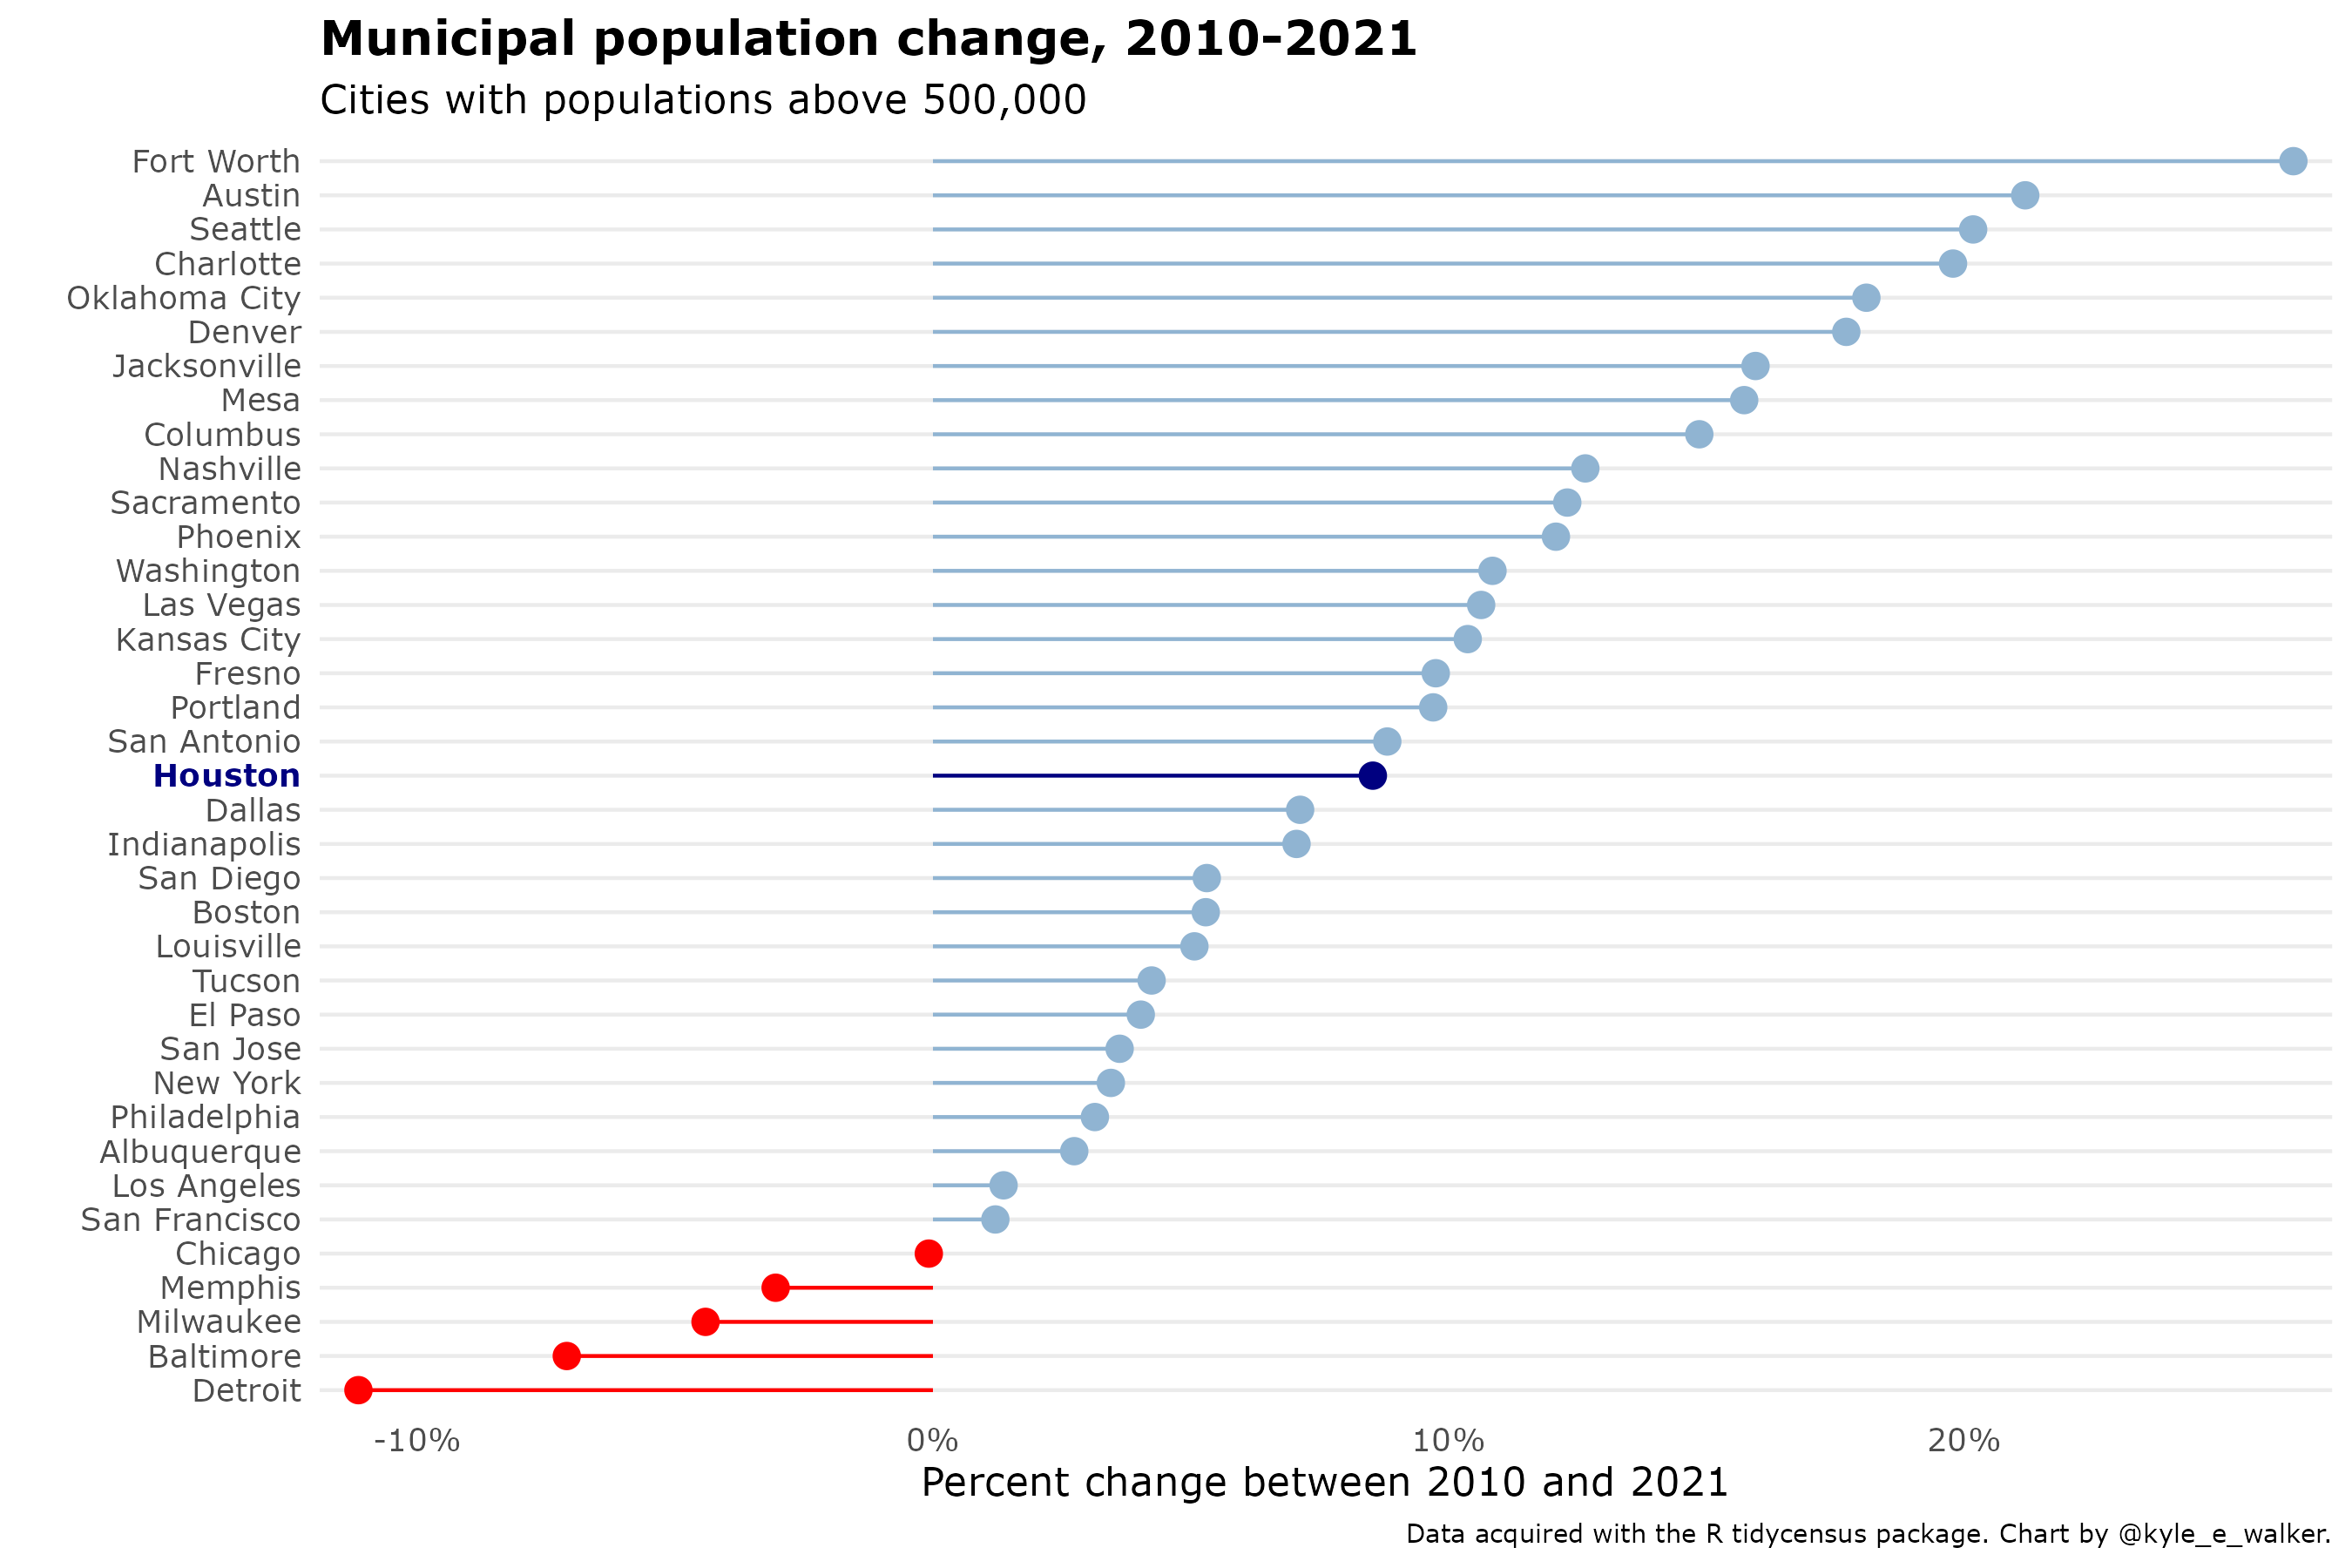 Municipal population change, 2010-2021
Cities with populations above 500,000
Fort Worth
Austin
Seattle
Charlotte
Oklahoma City
Denver
Jacksonville
Mesa
Columbus
Nashville
Sacramento
Phoenix
Washington
Las Vegas
Kansas City
Fresno
Portland
San Antonio
Houston
Dallas
Indianapolis
San Diego
Boston
Louisville
Tucson
El Paso
San Jose
New York
Philadelphia
Albuquerque
Los Angeles
San Francisco
Chicago
Memphis
Milwaukee
Baltimore
Detroit
-10% 0% 10% 20%
Percent change between 2010 and 2021
Data acquired with the R tidycensus package. Chart by @kyle_e_walker.